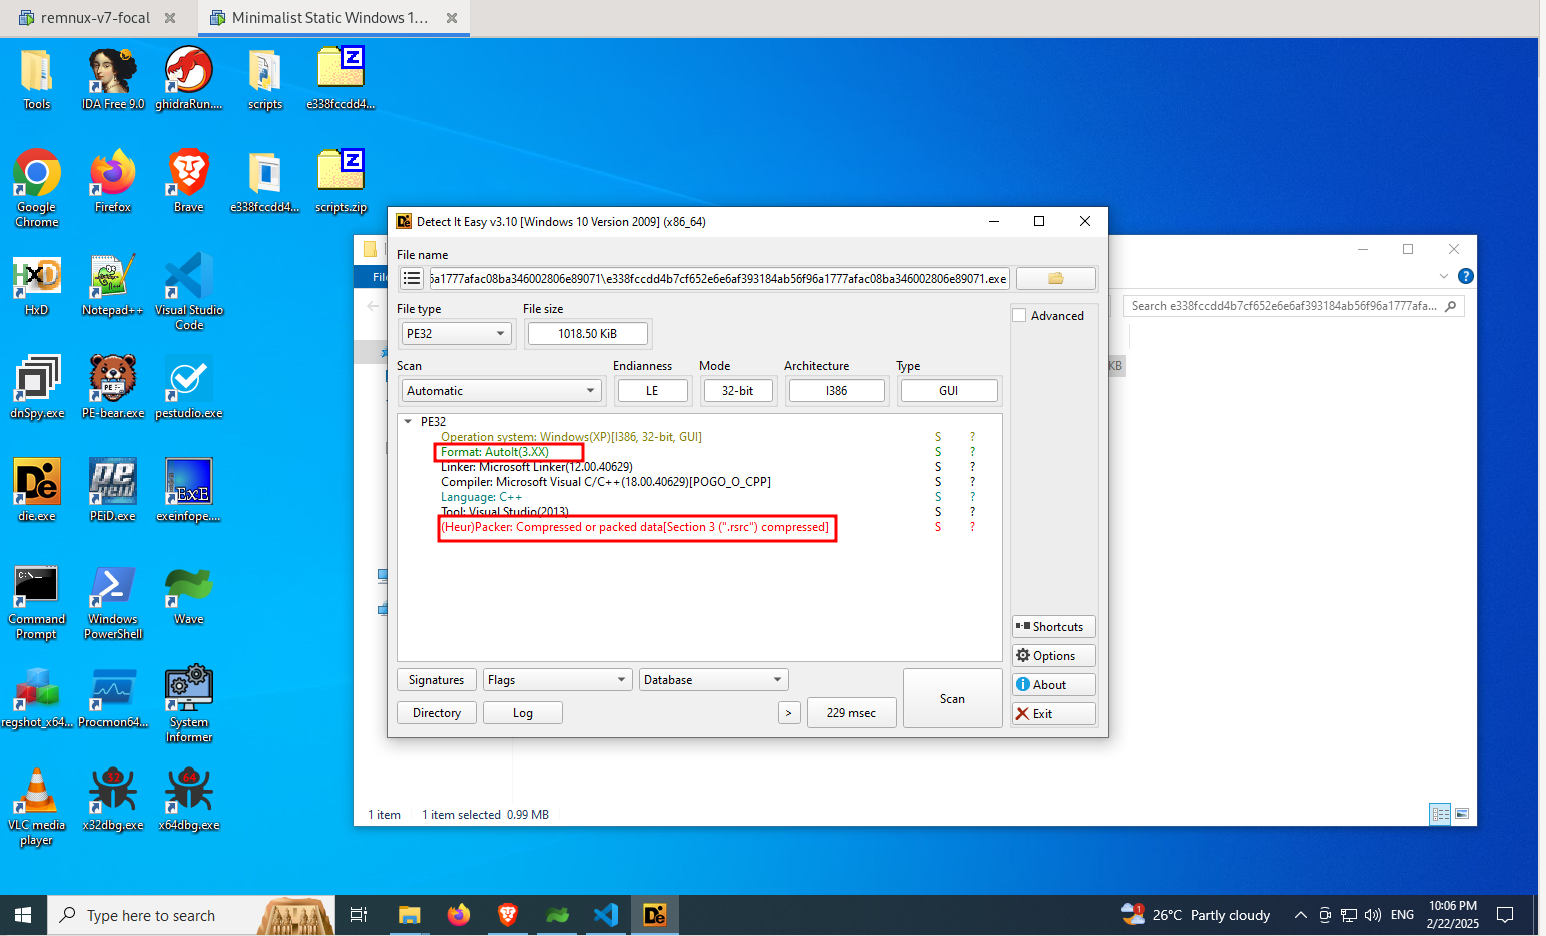 remnux-v7-focal
Minimalist Static Windows 1...
Tools
IDA Free 9.0
ghidraRun....
scripts
e338fccdd4...
Google
Chrome
Firefox
Brave
e338fccdd4...
scripts.zip
HxD
Notepad++
Visual Studio
Code
dnSpy.exe
PE-bear.exe
pestudio.exe
die.exe
PEiD.exe
exeinfope....
Command
Prompt
Windows
PowerShell
Wave
regshot_x64...
Procmon64...
System
Informer
VLC media
player
x32dbg.exe
x64dbg.exe
Detect It Easy v3.10 [Windows 10 Version 2009] (x86_64)
File name
6a1777afac08ba346002806e89071\e338fccdd4b7cf652e6e6af393184ab56f96a1777afac08ba346002806e89071.exe
File type
File size
PE32
1018.50 KiB
Advanced
Scan
Endianness
Mode
Architecture
Type
Automatic
LE
32-bit
I386
GUI
PE32
Operation system: Windows(XP)[I386, 32-bit, GUI] S ?
Format: AutoIt(3.XX) S ?
Linker: Microsoft Linker(12.00.40629) S ?
Compiler: Microsoft Visual C/C++(18.00.40629)[POGO_O_CPP] S ?
Language: C++ S ?
Tool: Visual Studio(2013) S ?
(Heur)Packer: Compressed or packed data[Section 3 (".rsrc") compressed] S ?
Shortcuts
Options
About
Exit
Signatures
Flags
Database
Scan
Directory
Log
>
229 msec
Search e338fccdd4b7cf652e6e6af393184ab56f96a1777afa...
KB
1 item
1 item selected 0.99 MB
Type here to search
26°C Partly cloudy
ENG
10:06 PM
2/22/2025